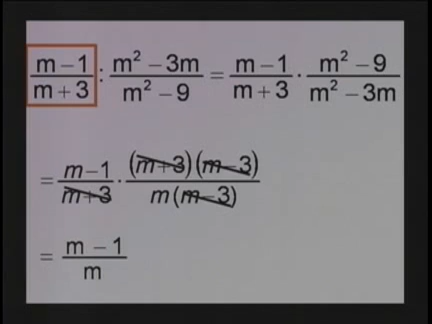 (m − 1)/(m + 3) : (m² − 3m)/(m² − 9) = (m − 1)/(m + 3) · (m² − 9)/(m² − 3m)
= (m−1)/(m+3) · (m+3)(m−3)/m(m−3)
= (m − 1)/m